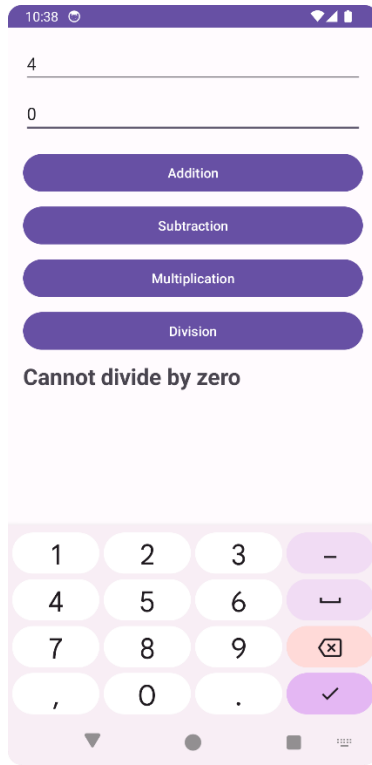 10:38
4
0
Addition
Subtraction
Multiplication
Division
Cannot divide by zero
1 2 3 –
4 5 6
7 8 9
, 0 .